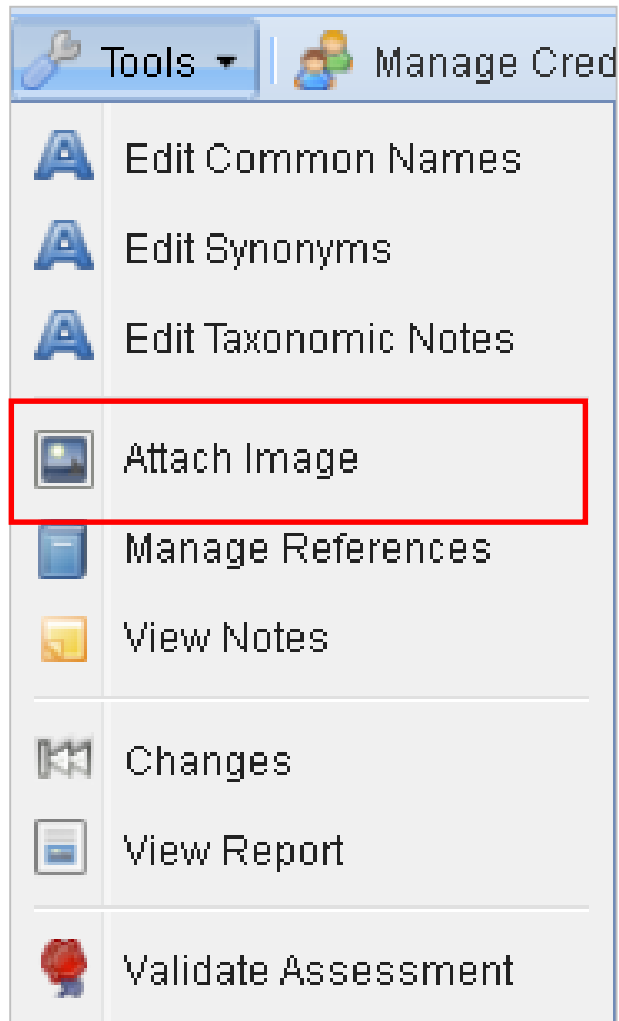 Tools Manage Cred
Edit Common Names
Edit Synonyms
Edit Taxonomic Notes
Attach Image
Manage References
View Notes
Changes
View Report
Validate Assessment